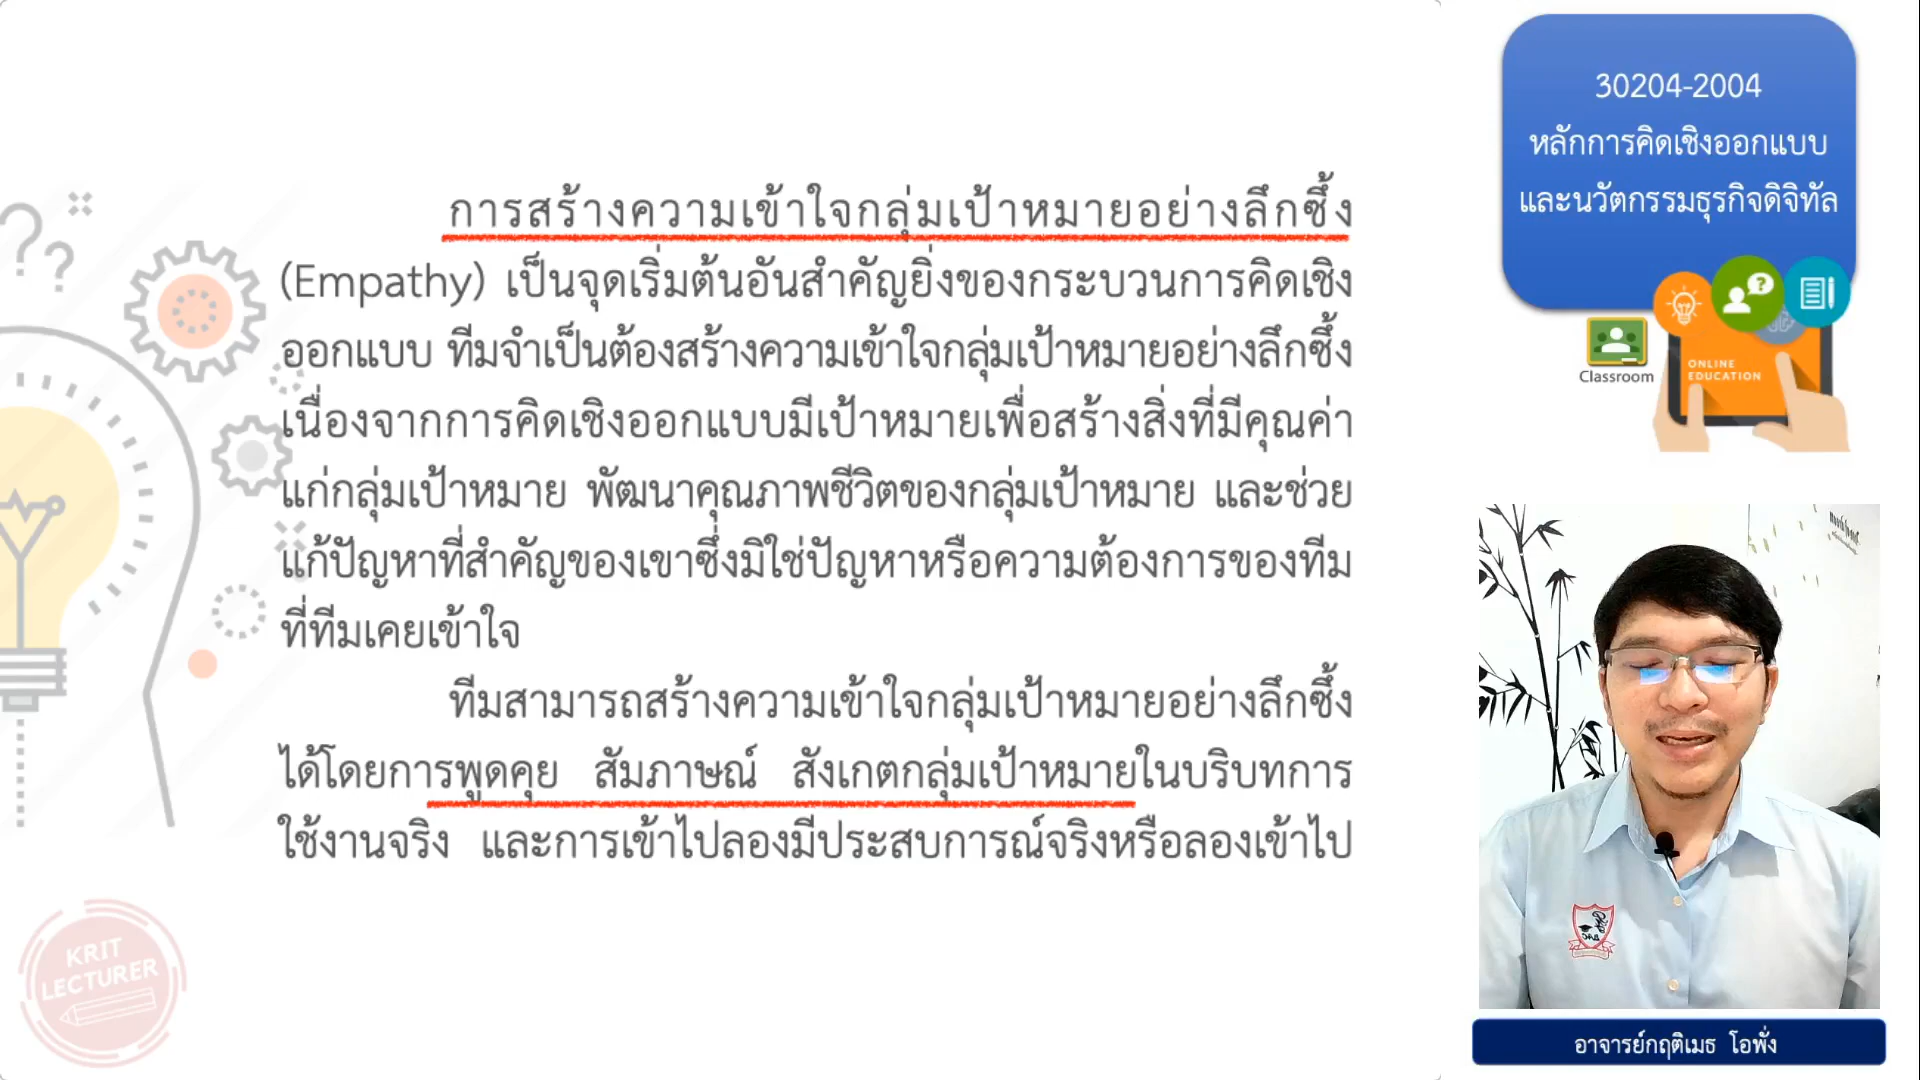 การสร้างความเข้าใจกลุ่มเป้าหมายอย่างลึกซึ้ง
(Empathy) เป็นจุดเริ่มต้นอันสำคัญยิ่งของกระบวนการคิดเชิง
ออกแบบ ทีมจำเป็นต้องสร้างความเข้าใจกลุ่มเป้าหมายอย่างลึกซึ้ง
เนื่องจากการคิดเชิงออกแบบมีเป้าหมายเพื่อสร้างสิ่งที่มีคุณค่า
แก่กลุ่มเป้าหมาย พัฒนาคุณภาพชีวิตของกลุ่มเป้าหมาย และช่วย
แก้ปัญหาที่สำคัญของเขาซึ่งมิใช่ปัญหาหรือความต้องการของทีม
ที่ทีมเคยเข้าใจ
ทีมสามารถสร้างความเข้าใจกลุ่มเป้าหมายอย่างลึกซึ้ง
ได้โดยการพูดคุย สัมภาษณ์ สังเกตกลุ่มเป้าหมายในบริบทการ
ใช้งานจริง และการเข้าไปลองมีประสบการณ์จริงหรือลองเข้าไป
KRIT
LECTURER
30204-2004
หลักการคิดเชิงออกแบบ
และนวัตกรรมธุรกิจดิจิทัล
Classroom
ONLINE
EDUCATION
อาจารย์กฤติเมธ โอพั่ง